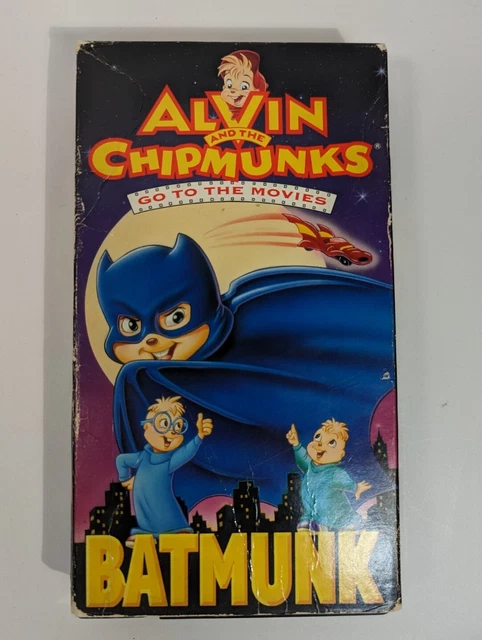 ALVIN
AND THE
CHIPMUNKS®
GO TO THE MOVIES
BATMUNK